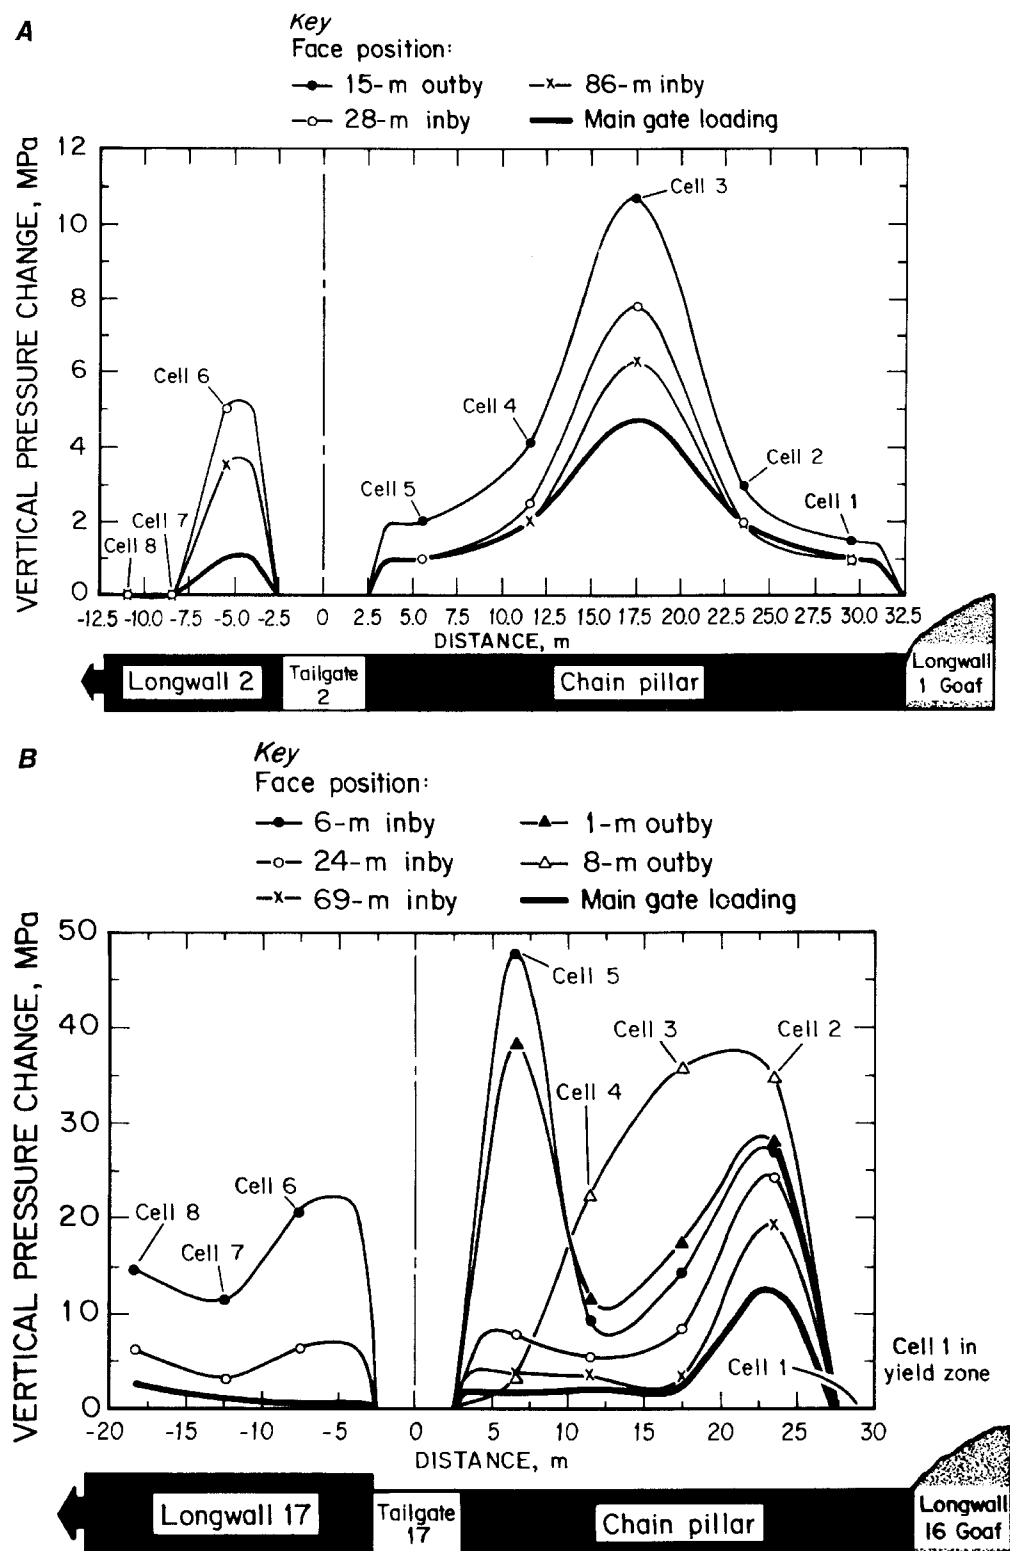 A
Key
Face position:
15-m outby
86-m inby
28-m inby
Main gate loading
VERTICAL PRESSURE CHANGE, MPa
12
10
8
6
4
2
0
Cell 3
Cell 6
Cell 4
Cell 2
Cell 5
Cell 1
Cell 7
Cell 8
-12.5 -10.0 -7.5 -5.0 -2.5 0 2.5 5.0 7.5 10.0 12.5 15.0 17.5 20.0 22.5 25.0 27.5 30.0 32.5
DISTANCE, m
Longwall 2
Tailgate
2
Chain pillar
Longwall
1 Goaf
B
Key
Face position:
6-m inby
1-m outby
24-m inby
8-m outby
69-m inby
Main gate loading
VERTICAL PRESSURE CHANGE, MPa
50
40
30
20
10
0
Cell 5
Cell 3
Cell 2
Cell 4
Cell 6
Cell 8
Cell 7
Cell 1
Cell 1 in
yield zone
-20 -15 -10 -5 0 5 10 15 20 25 30
DISTANCE, m
Longwall 17
Tailgate
17
Chain pillar
Longwall
16 Goaf